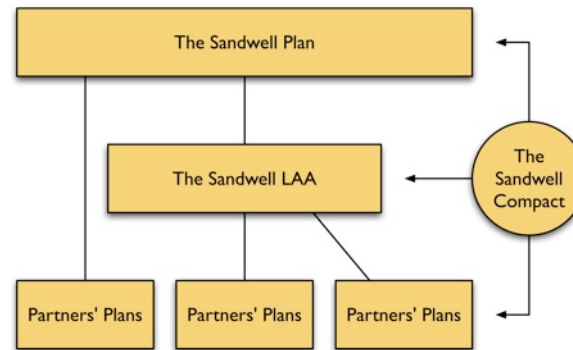 The Sandwell Plan
The Sandwell LAA
The
Sandwell
Compact
Partners' Plans
Partners' Plans
Partners' Plans